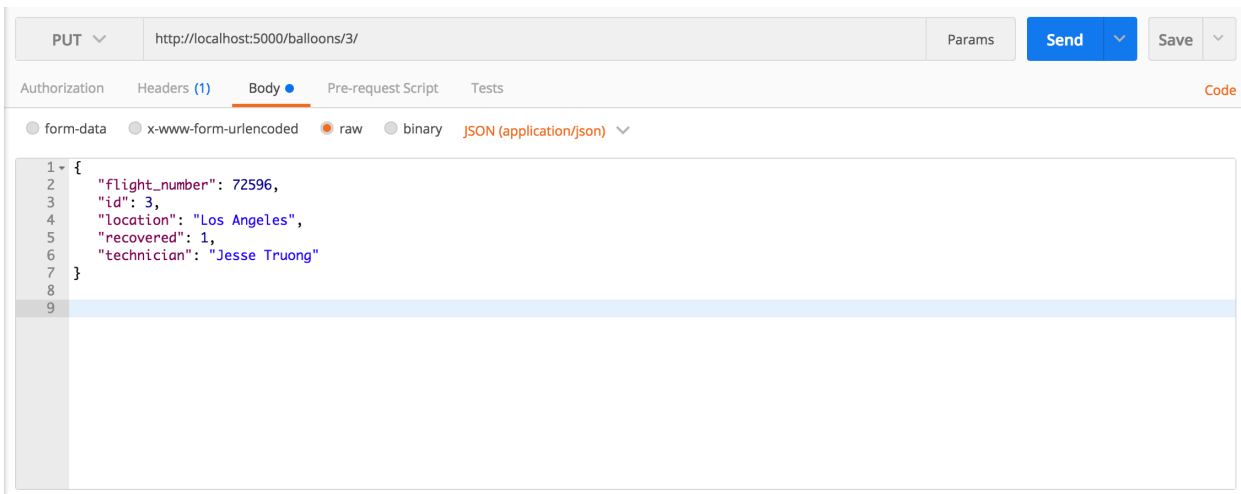 PUT http://localhost:5000/balloons/3/ Params Send Save
Authorization Headers (1) Body Pre-request Script Tests Code
form-data x-www-form-urlencoded raw binary JSON (application/json)
1 {
2 "flight_number": 72596,
3 "id": 3,
4 "location": "Los Angeles",
5 "recovered": 1,
6 "technician": "Jesse Truong"
7 }
8
9